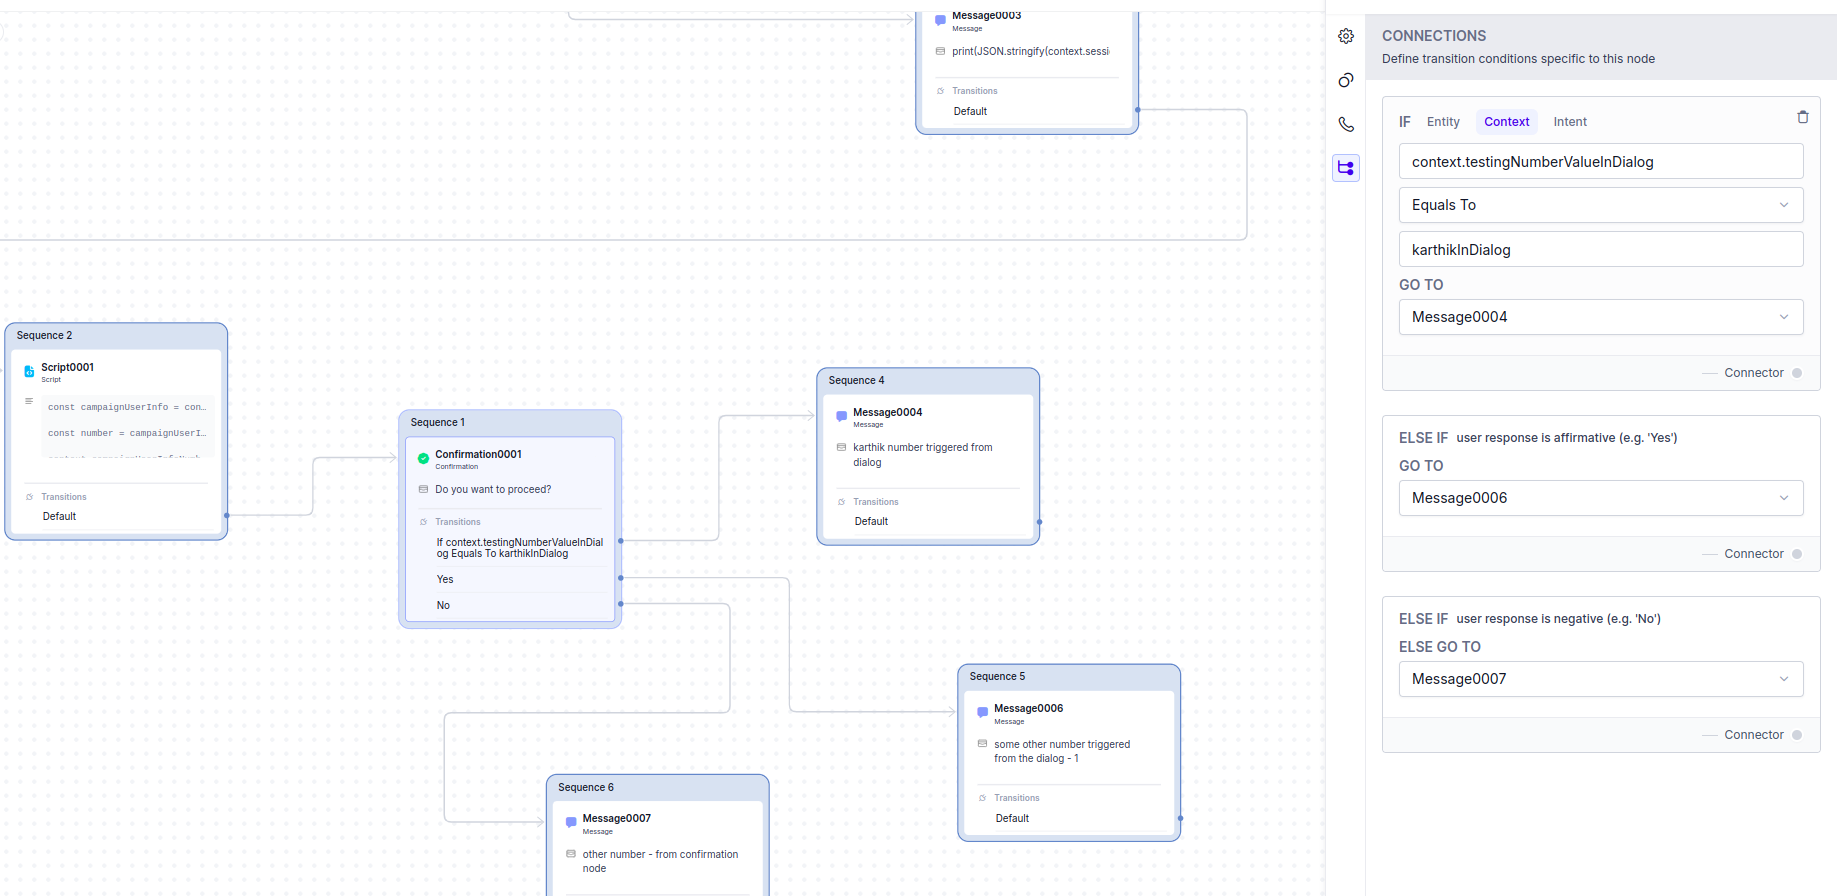 Message0003
Message
print(JSON.stringify(context.sessi
Transitions
Default
Sequence 2
Script0001
Script
const campaignUserInfo = con…
const number = campaignUserI…
Transitions
Default
Sequence 1
Confirmation0001
Confirmation
Do you want to proceed?
Transitions
If context.testingNumberValueInDial
og Equals To karthikInDialog
Yes
No
Sequence 4
Message0004
Message
karthik number triggered from
dialog
Transitions
Default
Sequence 5
Message0006
Message
some other number triggered
from the dialog - 1
Transitions
Default
Sequence 6
Message0007
Message
other number - from confirmation
node
CONNECTIONS
Define transition conditions specific to this node
IF Entity Context Intent
context.testingNumberValueInDialog
Equals To
karthikInDialog
GO TO
Message0004
Connector
ELSE IF user response is affirmative (e.g. 'Yes')
GO TO
Message0006
Connector
ELSE IF user response is negative (e.g. 'No')
ELSE GO TO
Message0007
Connector